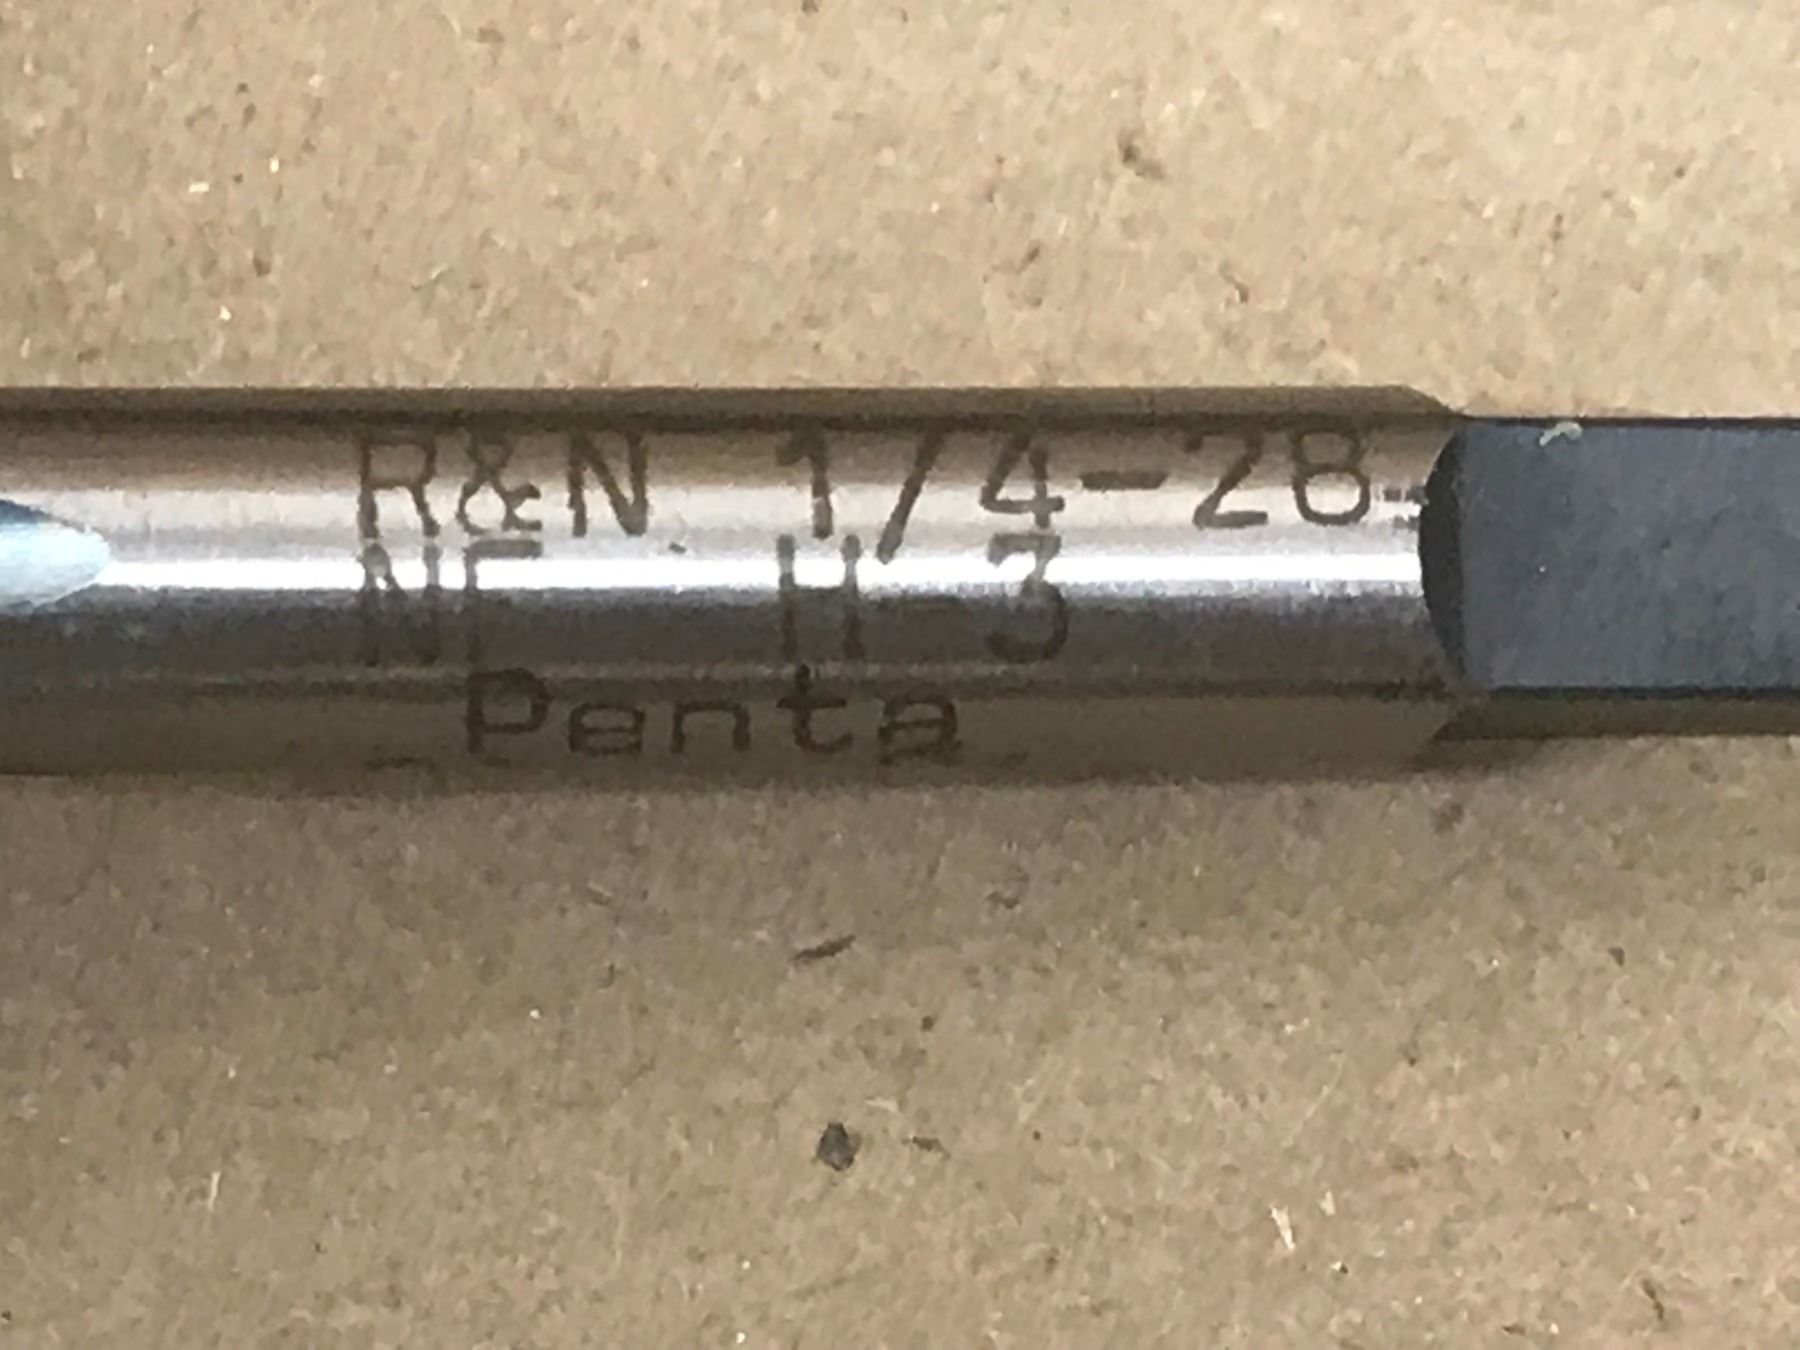 R&N 1/4-28
NF H-3
Penta